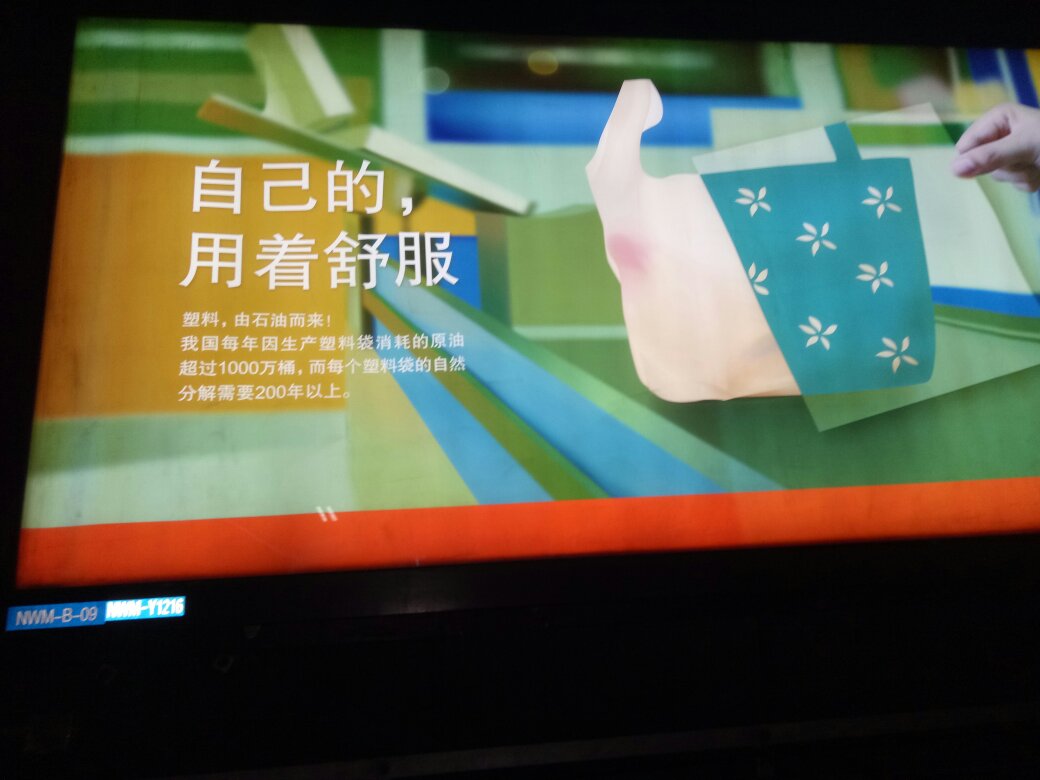 自己的，
用着舒服
塑料，由石油而来！
我国每年因生产塑料袋消耗的原油
超过1000万桶，而每个塑料袋的自然
分解需要200年以上。
NWM-B-09
NWM-Y1216